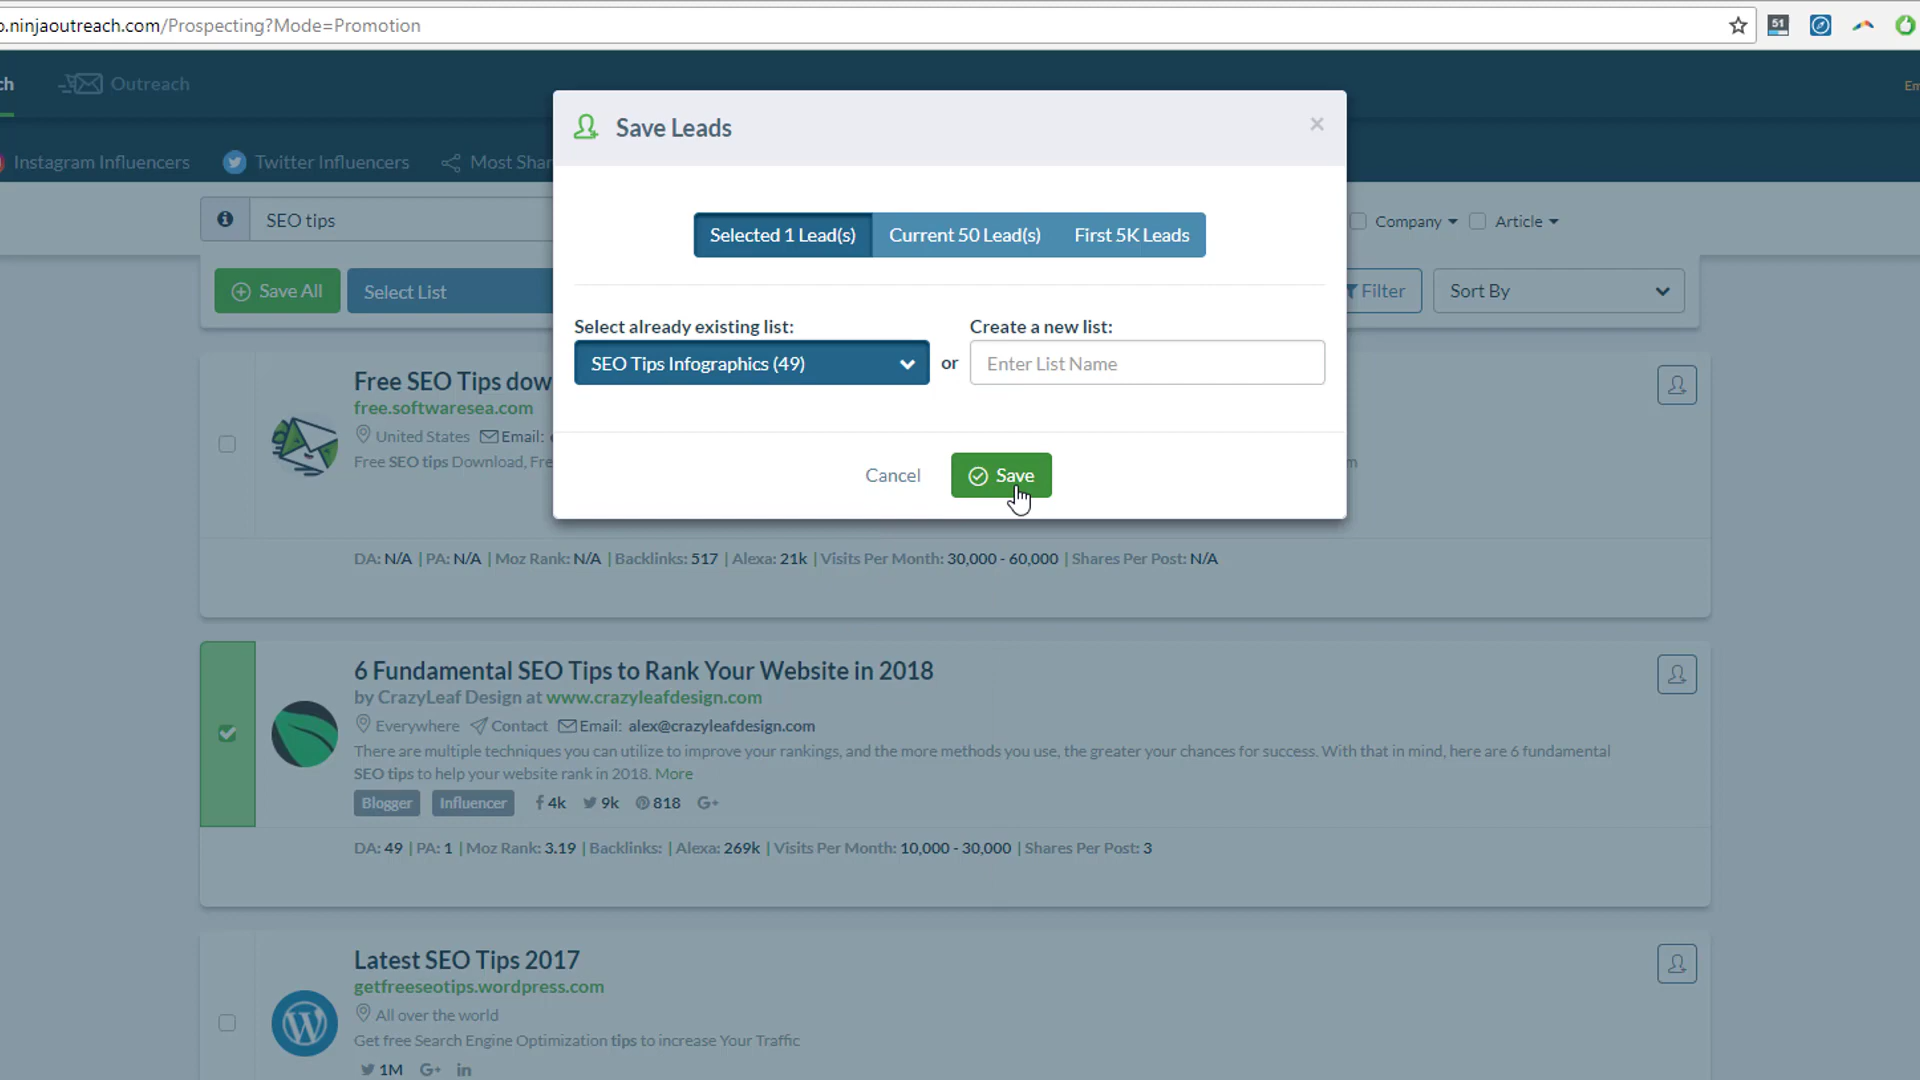 o.ninjaoutreach.com/Prospecting?Mode=Promotion
51
ch Outreach Em
Instagram Influencers Twitter Influencers Most Shar
Save Leads ×
SEO tips Company Article
Selected 1 Lead(s) Current 50 Lead(s) First 5K Leads
Save All Select List Filter Sort By
Select already existing list: Create a new list:
SEO Tips Infographics (49) or Enter List Name
Cancel Save
Free SEO Tips dow
free.softwaresea.com
United States Email:
Free SEO tips Download, Fre m
DA: N/A | PA: N/A | Moz Rank: N/A | Backlinks: 517 | Alexa: 21k | Visits Per Month: 30,000 - 60,000 | Shares Per Post: N/A
6 Fundamental SEO Tips to Rank Your Website in 2018
by CrazyLeaf Design at www.crazyleafdesign.com
Everywhere Contact Email: alex@crazyleafdesign.com
There are multiple techniques you can utilize to improve your rankings, and the more methods you use, the greater your chances for success. With that in mind, here are 6 fundamental
SEO tips to help your website rank in 2018. More
Blogger Influencer 4k 9k 818 G+
DA: 49 | PA: 1 | Moz Rank: 3.19 | Backlinks: | Alexa: 269k | Visits Per Month: 10,000 - 30,000 | Shares Per Post: 3
Latest SEO Tips 2017
getfreeseotips.wordpress.com
All over the world
Get free Search Engine Optimization tips to increase Your Traffic
1M G+ in